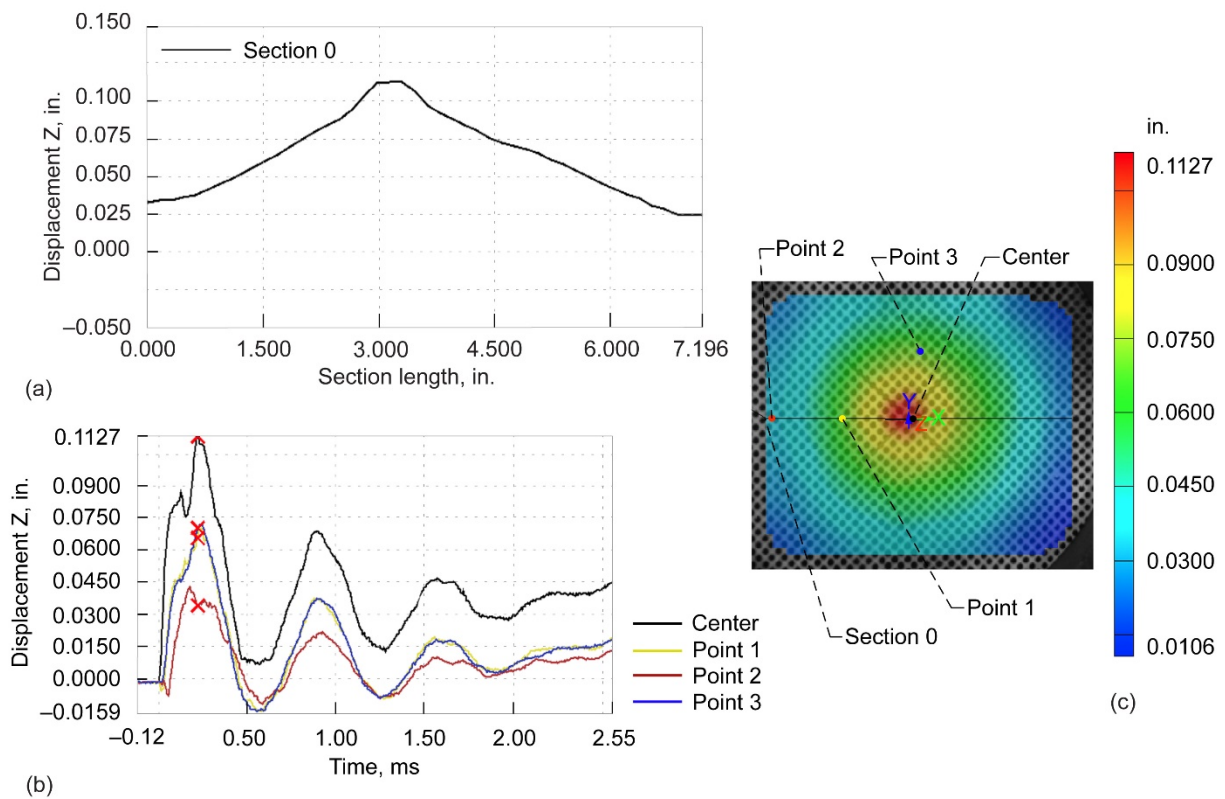 (a)
0.150
Section 0
0.100
0.075
0.050
0.025
0.000
–0.050
Displacement Z, in.
0.000 1.500 3.000 4.500 6.000 7.196
Section length, in.
(b)
0.1127
0.0900
0.0750
0.0600
0.0450
0.0300
0.0150
0.0000
–0.0159
Displacement Z, in.
–0.12 0.50 1.00 1.50 2.00 2.55
Time, ms
Center
Point 1
Point 2
Point 3
Point 2
Point 3
Center
Y
Z
X
Point 1
Section 0
in.
0.1127
0.0900
0.0750
0.0600
0.0450
0.0300
0.0106
(c)